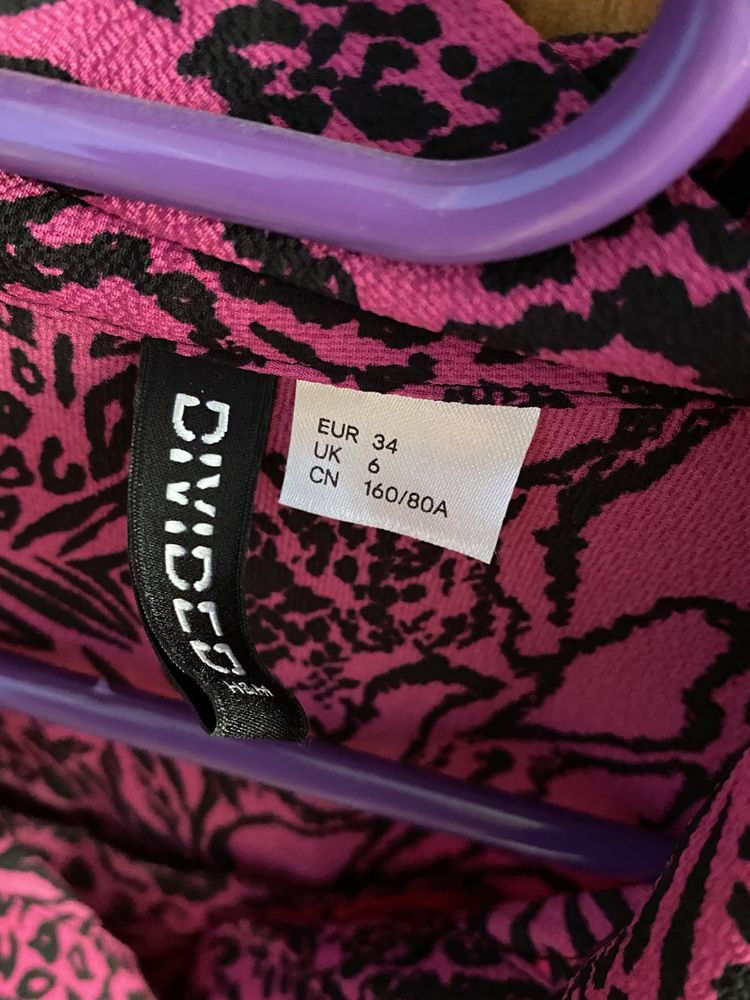 DIVIDED
H&M
EUR 34
UK 6
CN 160/80A